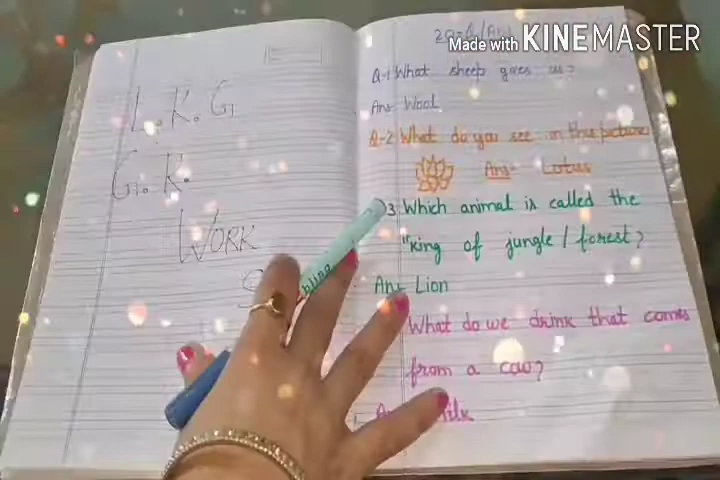 L.K.G
G.K.
WORK
S
Made with KINEMASTER
Q-1 What sheep gives us?
Ans- Wool
Q-2 What do you see in this picture
Ans- Lotus
3. Which animal is called the
"king of jungle/forest?
Ans- Lion
What do we drink that comes
from a cow?
bling